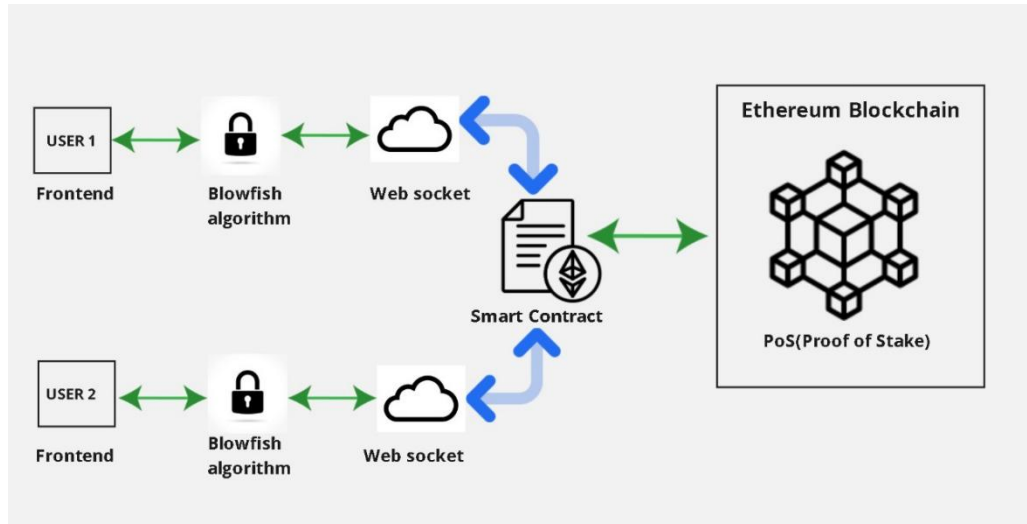 Ethereum Blockchain
USER 1
Frontend
Blowfish
algorithm
Web socket
Smart Contract
PoS(Proof of Stake)
USER 2
Frontend
Blowfish
algorithm
Web socket